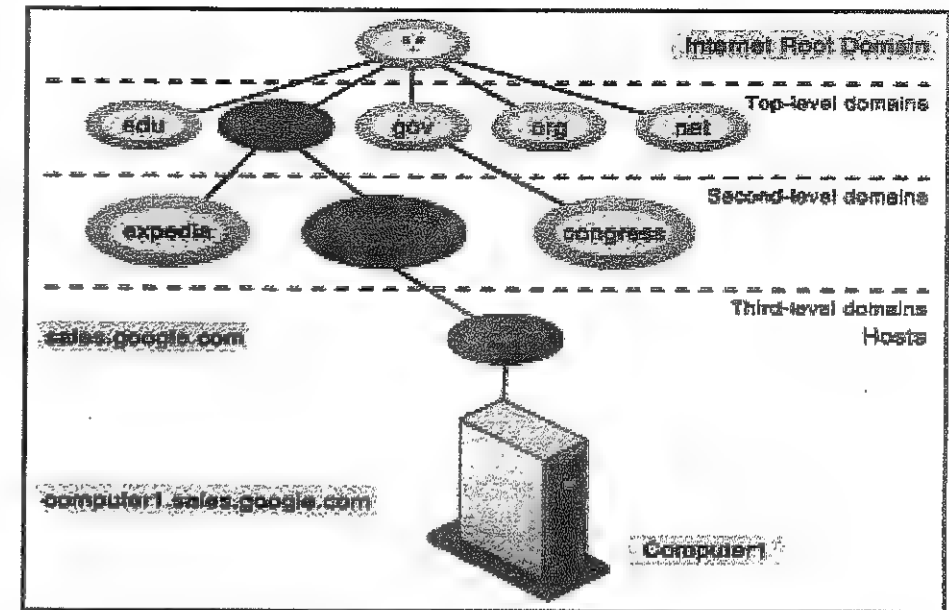 Internet Root Domain
Top-level domains
edu gov org net
Second-level domains
expedia congress
Third-level domains
sales.google.com Hosts
computer1.sales.google.com
Computer1